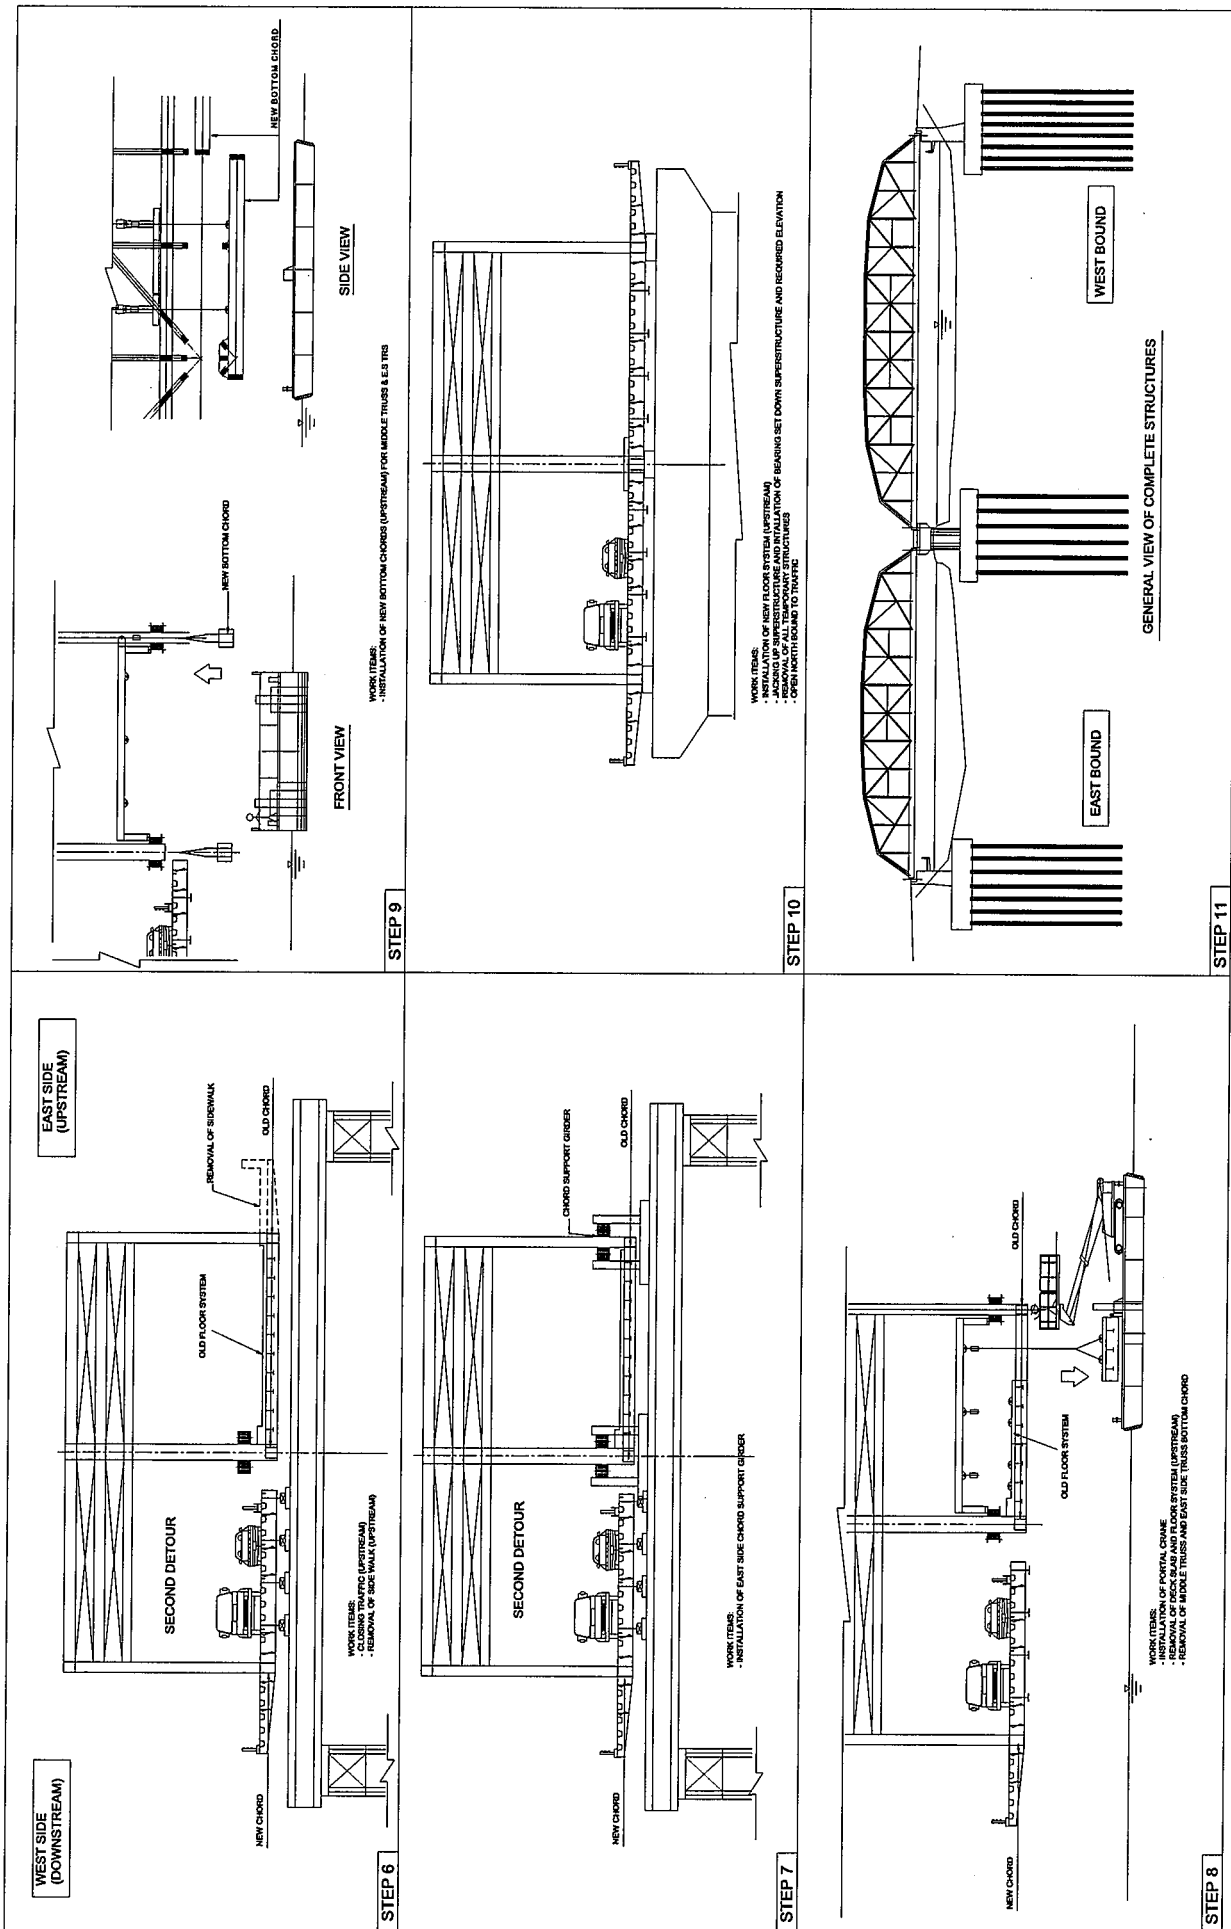 WEST SIDE
(DOWNSTREAM)
EAST SIDE
(UPSTREAM)
SECOND DETOUR
OLD FLOOR SYSTEM
REMOVAL OF SIDEWALK
OLD CHORD
NEW CHORD
WORK ITEMS:
- CLOSING TRAFFIC (UPSTREAM)
- REMOVAL OF SIDE WALK (UPSTREAM)
STEP 6
SECOND DETOUR
CHORD SUPPORT GIRDER
OLD CHORD
NEW CHORD
WORK ITEMS:
- INSTALLATION OF EAST SIDE CHORD SUPPORT GIRDER
STEP 7
OLD CHORD
OLD FLOOR SYSTEM
NEW CHORD
WORK ITEMS:
- INSTALLATION OF PORTAL CRANE
- REMOVAL OF DECK SLAB AND FLOOR SYSTEM (UPSTREAM)
- REMOVAL OF MIDDLE TRUSS AND EAST SIDE TRUSS BOTTOM CHORD
STEP 8
NEW BOTTOM CHORD
NEW BOTTOM CHORD
FRONT VIEW
SIDE VIEW
WORK ITEMS:
- INSTALLATION OF NEW BOTTOM CHORDS (UPSTREAM) FOR MIDDLE TRUSS & E.S TRS
STEP 9
WORK ITEMS:
- INSTALLATION OF NEW FLOOR SYSTEM (UPSTREAM)
- JACKING UP SUPERSTRUCTURE AND INTALLATION OF BEARING SET DOWN SUPERSTRUCTURE AND REQUIRED ELEVATION
- REMOVAL OF ALL TEMPORARY STRUCTURES
- OPEN NORTH BOUND TO TRAFFIC
STEP 10
EAST BOUND
WEST BOUND
GENERAL VIEW OF COMPLETE STRUCTURES
STEP 11